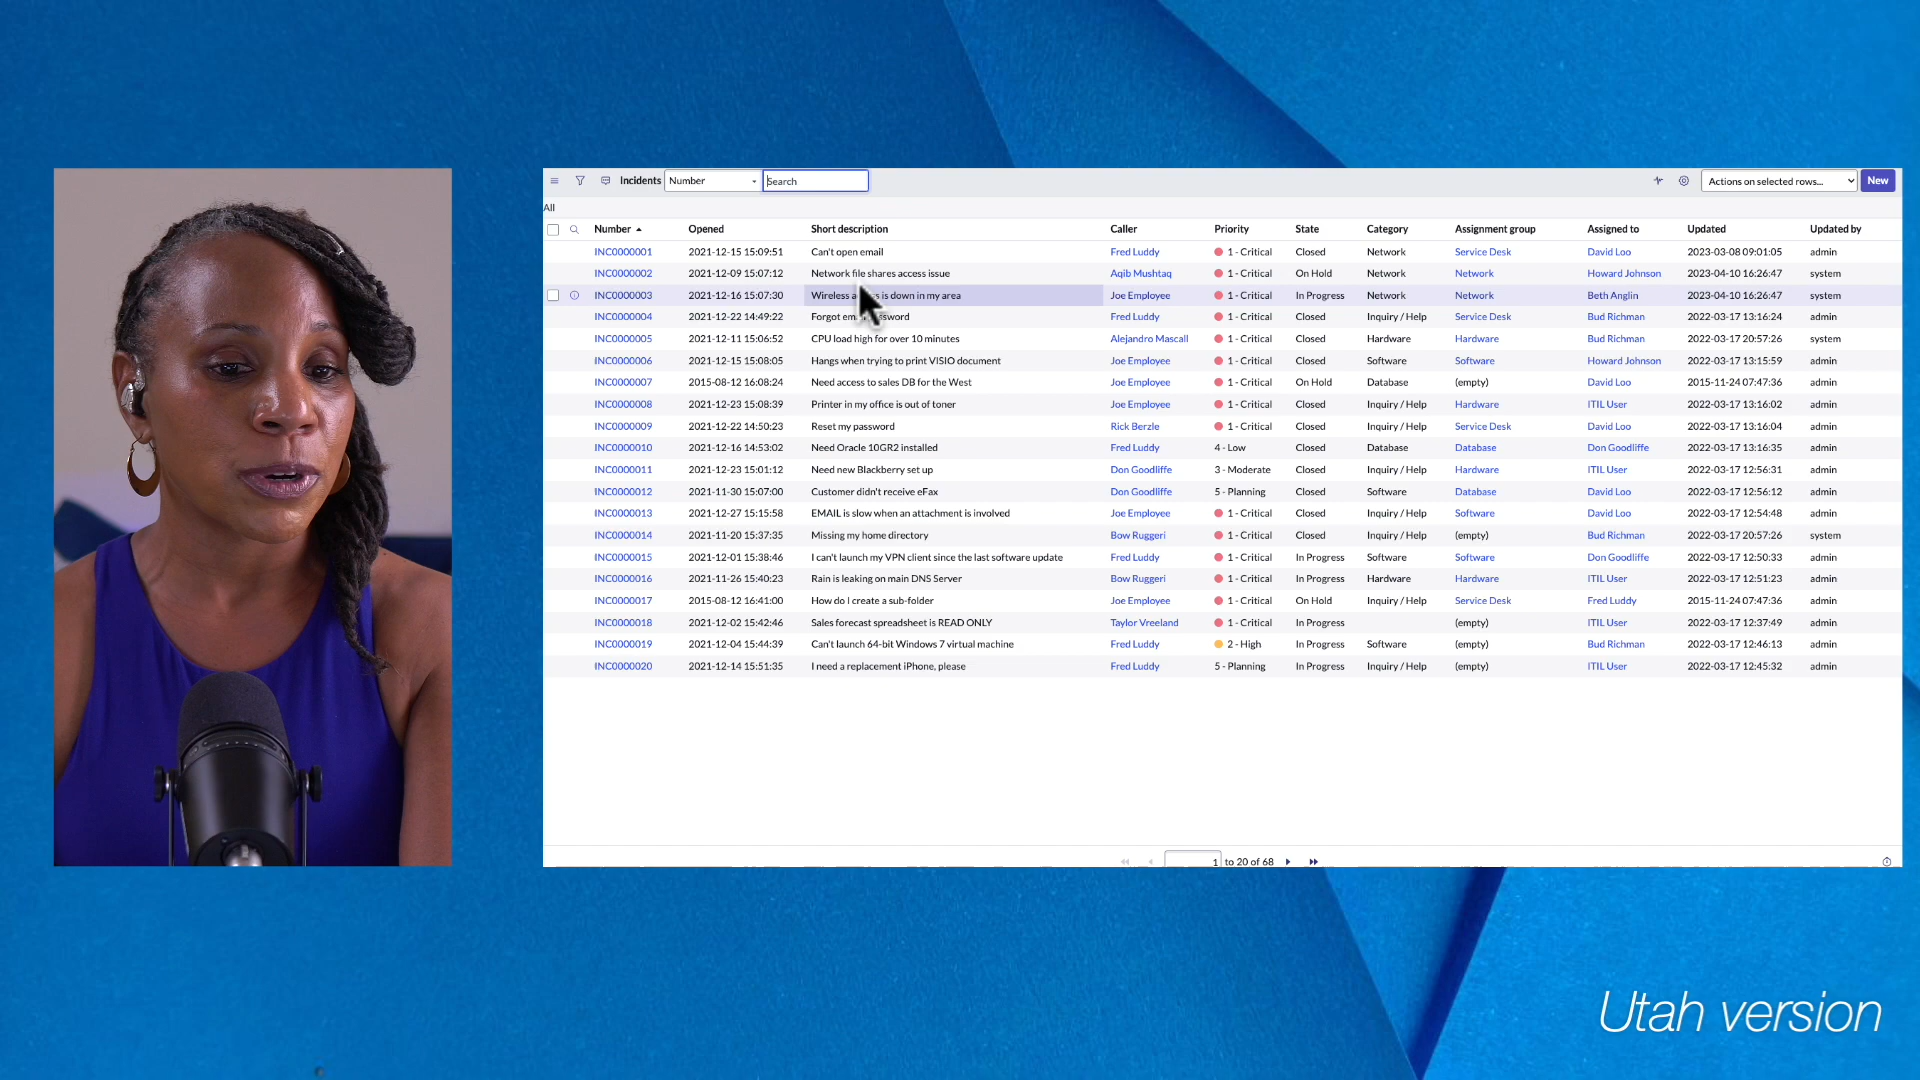 Incidents Number Search Actions on selected rows... New
All
Number Opened Short description Caller Priority State Category Assignment group Assigned to Updated Updated by
INC0000001 2021-12-15 15:09:51 Can't open email Fred Luddy 1 - Critical Closed Network Service Desk David Loo 2023-03-08 09:01:05 admin
INC0000002 2021-12-09 15:07:12 Network file shares access issue Aqib Mushtaq 1 - Critical On Hold Network Network Howard Johnson 2023-04-10 16:26:47 system
INC0000003 2021-12-16 15:07:30 Wireless is down in my area Joe Employee 1 - Critical In Progress Network Network Beth Anglin 2023-04-10 16:26:47 system
INC0000004 2021-12-22 14:49:22 Forgot Fred Luddy 1 - Critical Closed Inquiry / Help Service Desk Bud Richman 2022-03-17 13:16:24 admin
INC0000005 2021-12-11 15:06:52 CPU load high for over 10 minutes Alejandro Mascall 1 - Critical Closed Hardware Hardware Bud Richman 2022-03-17 20:57:26 system
INC0000006 2021-12-15 15:08:05 Hangs when trying to print VISIO document Joe Employee 1 - Critical Closed Software Software Howard Johnson 2022-03-17 13:15:59 admin
INC0000007 2015-08-12 16:08:24 Need access to sales DB for the West Joe Employee 1 - Critical On Hold Database (empty) David Loo 2015-11-24 07:47:36 admin
INC0000008 2021-12-23 15:08:39 Printer in my office is out of toner Joe Employee 1 - Critical Closed Inquiry / Help Hardware ITIL User 2022-03-17 13:16:02 admin
INC0000009 2021-12-22 14:50:23 Reset my password Rick Berzle 1 - Critical Closed Inquiry / Help Service Desk David Loo 2022-03-17 13:16:04 admin
INC0000010 2021-12-16 14:53:02 Need Oracle 10GR2 installed Fred Luddy 4 - Low Closed Database Database Don Goodliffe 2022-03-17 13:16:35 admin
INC0000011 2021-12-23 15:01:12 Need new Blackberry set up Don Goodliffe 3 - Moderate Closed Inquiry / Help Hardware ITIL User 2022-03-17 12:56:31 admin
INC0000012 2021-11-30 15:07:00 Customer didn't receive eFax Don Goodliffe 5 - Planning Closed Software Database David Loo 2022-03-17 12:56:12 admin
INC0000013 2021-12-27 15:15:58 EMAIL is slow when an attachment is involved Joe Employee 1 - Critical Closed Inquiry / Help Software David Loo 2022-03-17 12:54:48 admin
INC0000014 2021-11-20 15:37:35 Missing my home directory Bow Ruggeri 1 - Critical Closed Inquiry / Help (empty) Bud Richman 2022-03-17 20:57:26 system
INC0000015 2021-12-01 15:38:46 I can't launch my VPN client since the last software update Fred Luddy 1 - Critical In Progress Software Software Don Goodliffe 2022-03-17 12:50:33 admin
INC0000016 2021-11-26 15:40:23 Rain is leaking on main DNS Server Bow Ruggeri 1 - Critical In Progress Hardware Hardware ITIL User 2022-03-17 12:51:23 admin
INC0000017 2015-08-12 16:41:00 How do I create a sub-folder Joe Employee 1 - Critical On Hold Inquiry / Help Service Desk Fred Luddy 2015-11-24 07:47:36 admin
INC0000018 2021-12-02 15:42:46 Sales forecast spreadsheet is READ ONLY Taylor Vreeland 1 - Critical In Progress (empty) ITIL User 2022-03-17 12:37:49 admin
INC0000019 2021-12-04 15:44:39 Can't launch 64-bit Windows 7 virtual machine Fred Luddy 2 - High In Progress Software (empty) Bud Richman 2022-03-17 12:46:13 admin
INC0000020 2021-12-14 15:51:35 I need a replacement iPhone, please Fred Luddy 5 - Planning In Progress Inquiry / Help (empty) ITIL User 2022-03-17 12:45:32 admin
1 to 20 of 68
Utah version